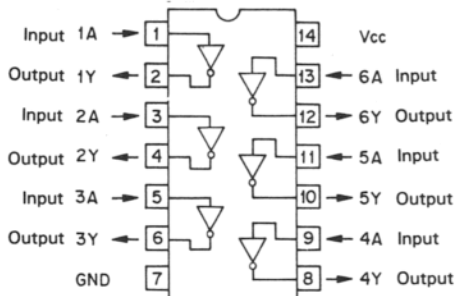 Input 1A 1 14 Vcc
Output 1Y 2 13 6A Input
Input 2A 3 12 6Y Output
Output 2Y 4 11 5A Input
Input 3A 5 10 5Y Output
Output 3Y 6 9 4A Input
GND 7 8 4Y Output